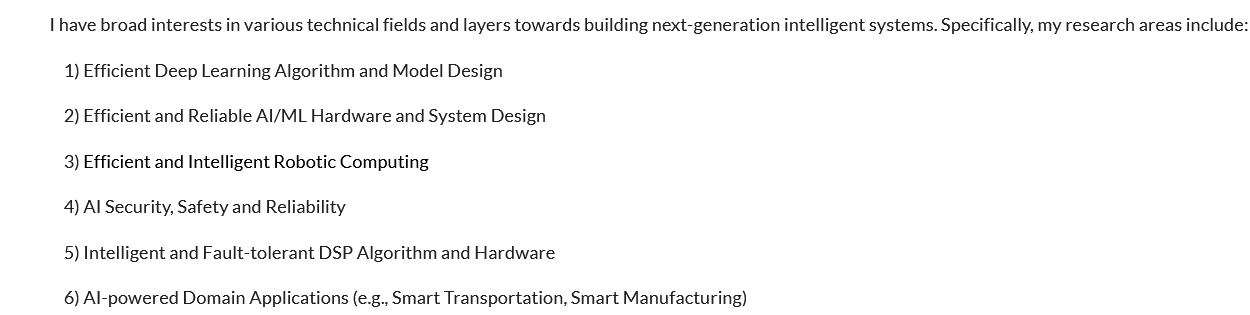 I have broad interests in various technical fields and layers towards building next-generation intelligent systems. Specifically, my research areas include:
1) Efficient Deep Learning Algorithm and Model Design
2) Efficient and Reliable AI/ML Hardware and System Design
3) Efficient and Intelligent Robotic Computing
4) AI Security, Safety and Reliability
5) Intelligent and Fault-tolerant DSP Algorithm and Hardware
6) AI-powered Domain Applications (e.g., Smart Transportation, Smart Manufacturing)